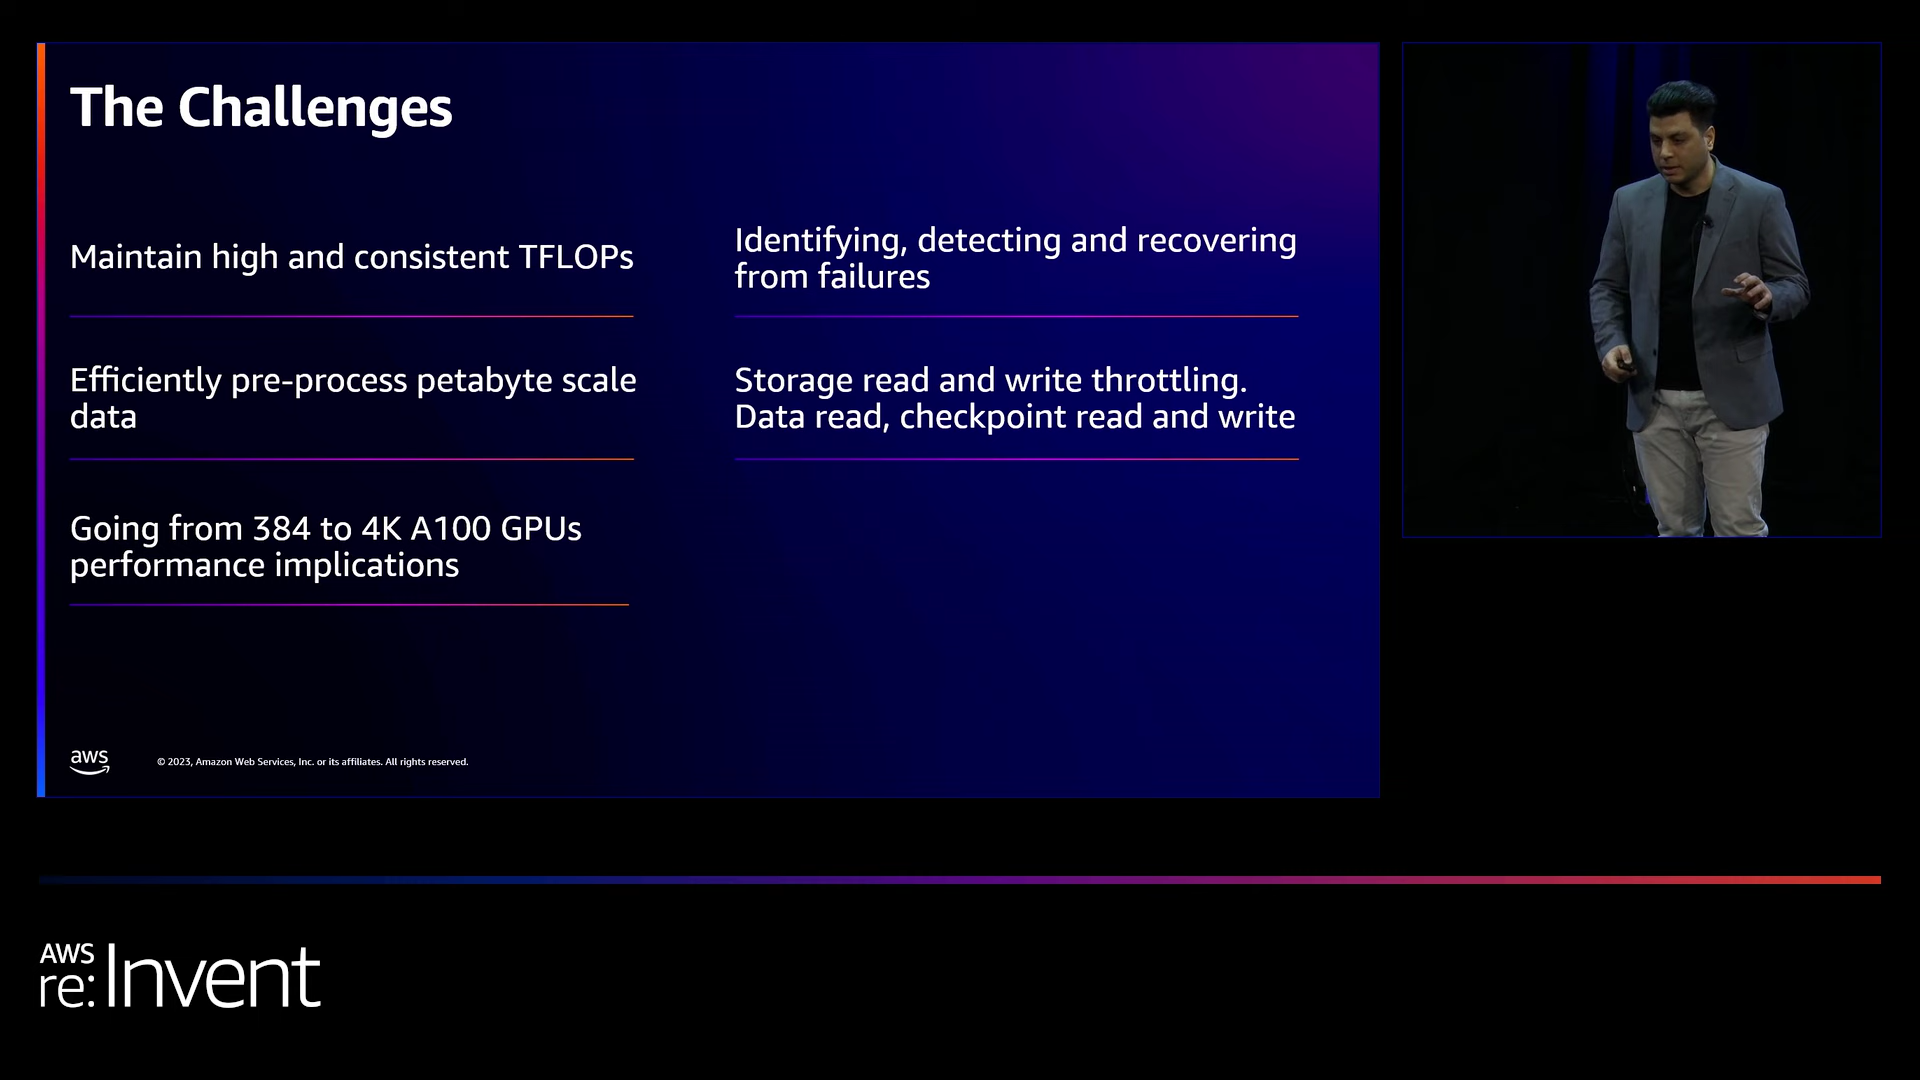 The Challenges
Maintain high and consistent TFLOPs
Efficiently pre-process petabyte scale
data
Going from 384 to 4K A100 GPUs
performance implications
Identifying, detecting and recovering
from failures
Storage read and write throttling.
Data read, checkpoint read and write
aws
© 2023, Amazon Web Services, Inc. or its affiliates. All rights reserved.
AWS
re:Invent